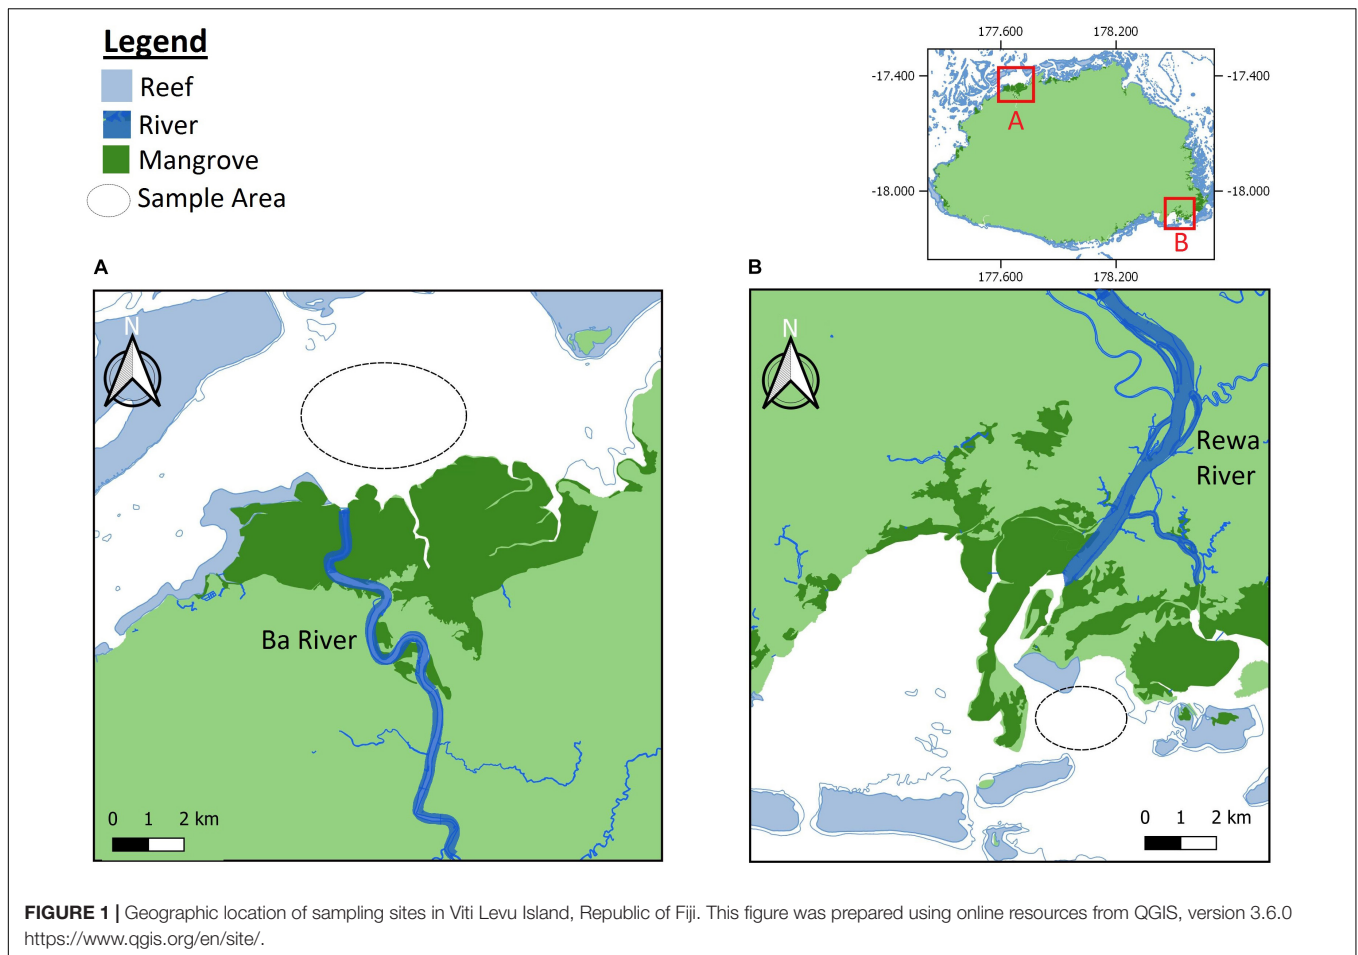 Legend
Reef
River
Mangrove
Sample Area
177.600 178.200
-17.400 -17.400
A
-18.000 -18.000
B
177.600 178.200
A
N
Ba River
0 1 2 km
B
N
Rewa
River
0 1 2 km
FIGURE 1 | Geographic location of sampling sites in Viti Levu Island, Republic of Fiji. This figure was prepared using online resources from QGIS, version 3.6.0
https://www.qgis.org/en/site/.